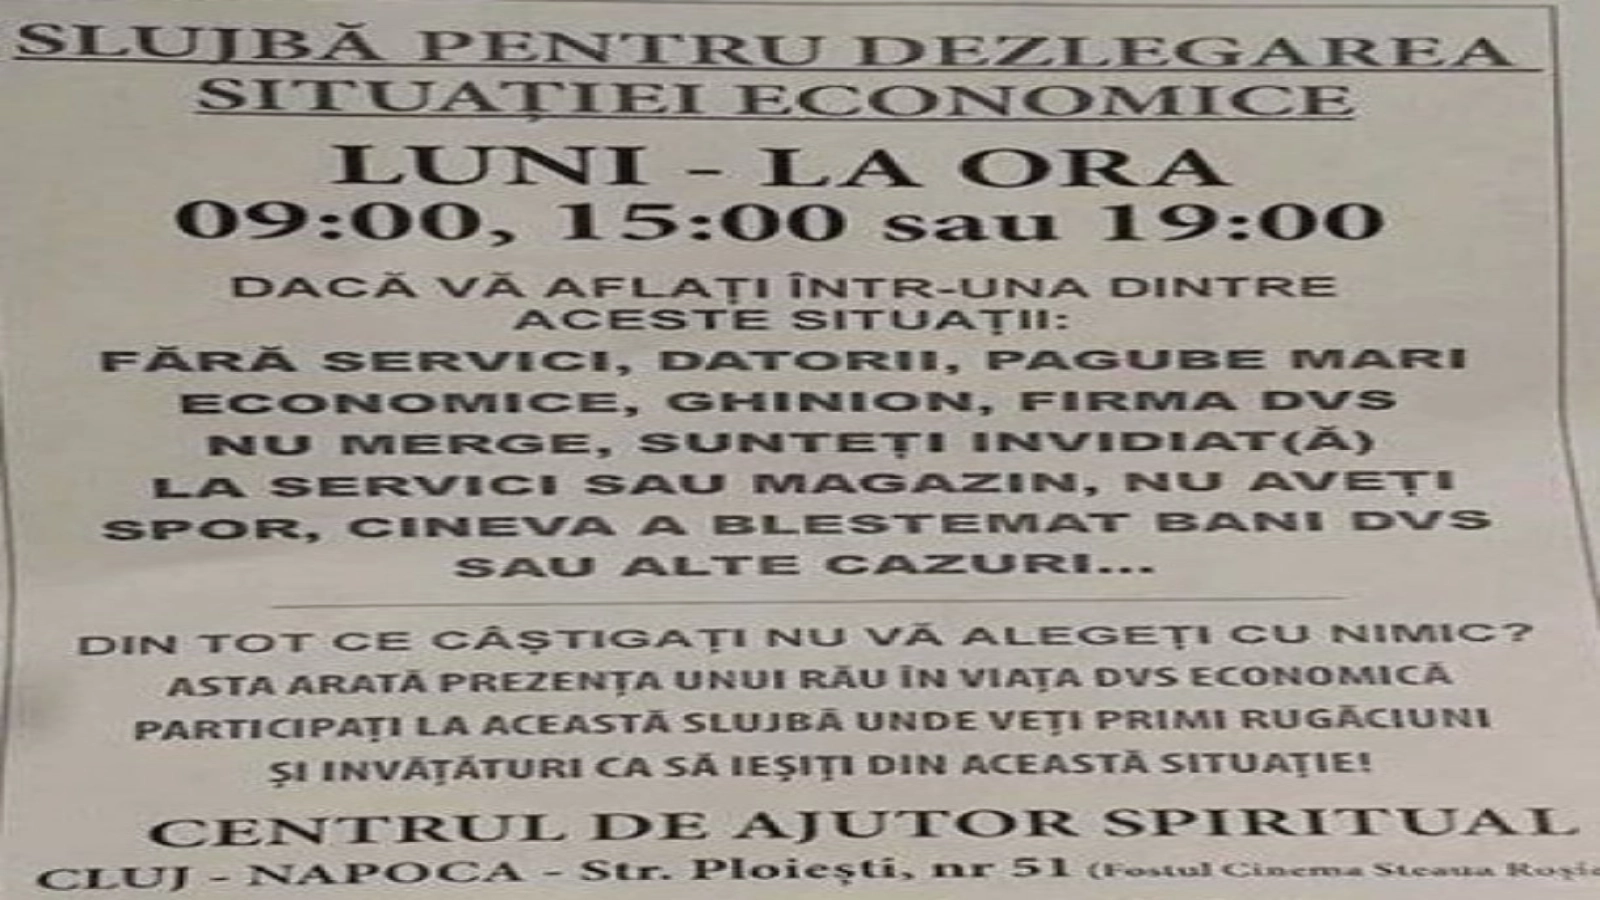 SLUJBĂ PENTRU DEZLEGAREA
SITUAȚIEI ECONOMICE
LUNI - LA ORA
09:00, 15:00 sau 19:00
DACĂ VĂ AFLAȚI ÎNTR-UNA DINTRE
ACESTE SITUAȚII:
FĂRĂ SERVICI, DATORII, PAGUBE MARI
ECONOMICE, GHINION, FIRMA DVS
NU MERGE, SUNTEȚI INVIDIAT(Ă)
LA SERVICI SAU MAGAZIN, NU AVEȚI
SPOR, CINEVA A BLESTEMAT BANI DVS
SAU ALTE CAZURI...
DIN TOT CE CÂȘTIGAȚI NU VĂ ALEGEȚI CU NIMIC?
ASTA ARATĂ PREZENȚA UNUI RĂU ÎN VIAȚA DVS ECONOMICĂ
PARTICIPAȚI LA ACEASTĂ SLUJBĂ UNDE VEȚI PRIMI RUGĂCIUNI
ȘI INVĂȚĂTURI CA SĂ IEȘIȚI DIN ACEASTĂ SITUAȚIE!
CENTRUL DE AJUTOR SPIRITUAL
CLUJ - NAPOCA - Str. Ploiești, nr 51 (Fostul Cinema Steaua Roșie